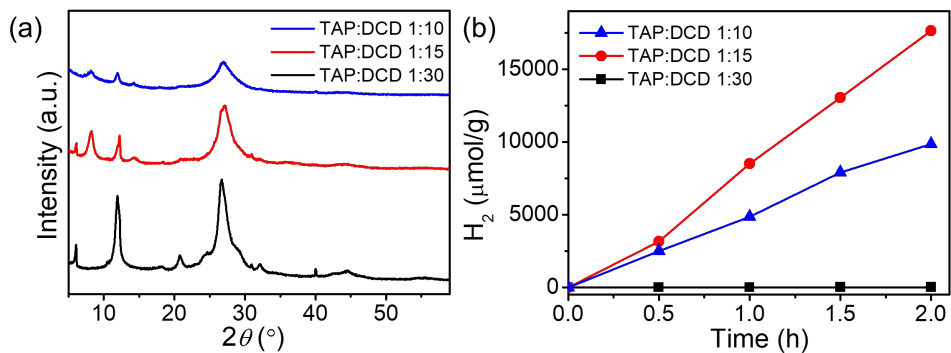 (a)
TAP:DCD 1:10
TAP:DCD 1:15
TAP:DCD 1:30
Intensity (a.u.)
10 20 30 40 50
2θ (°)
(b)
TAP:DCD 1:10
TAP:DCD 1:15
TAP:DCD 1:30
H₂ (μmol/g)
15000
10000
5000
0
0.0 0.5 1.0 1.5 2.0
Time (h)